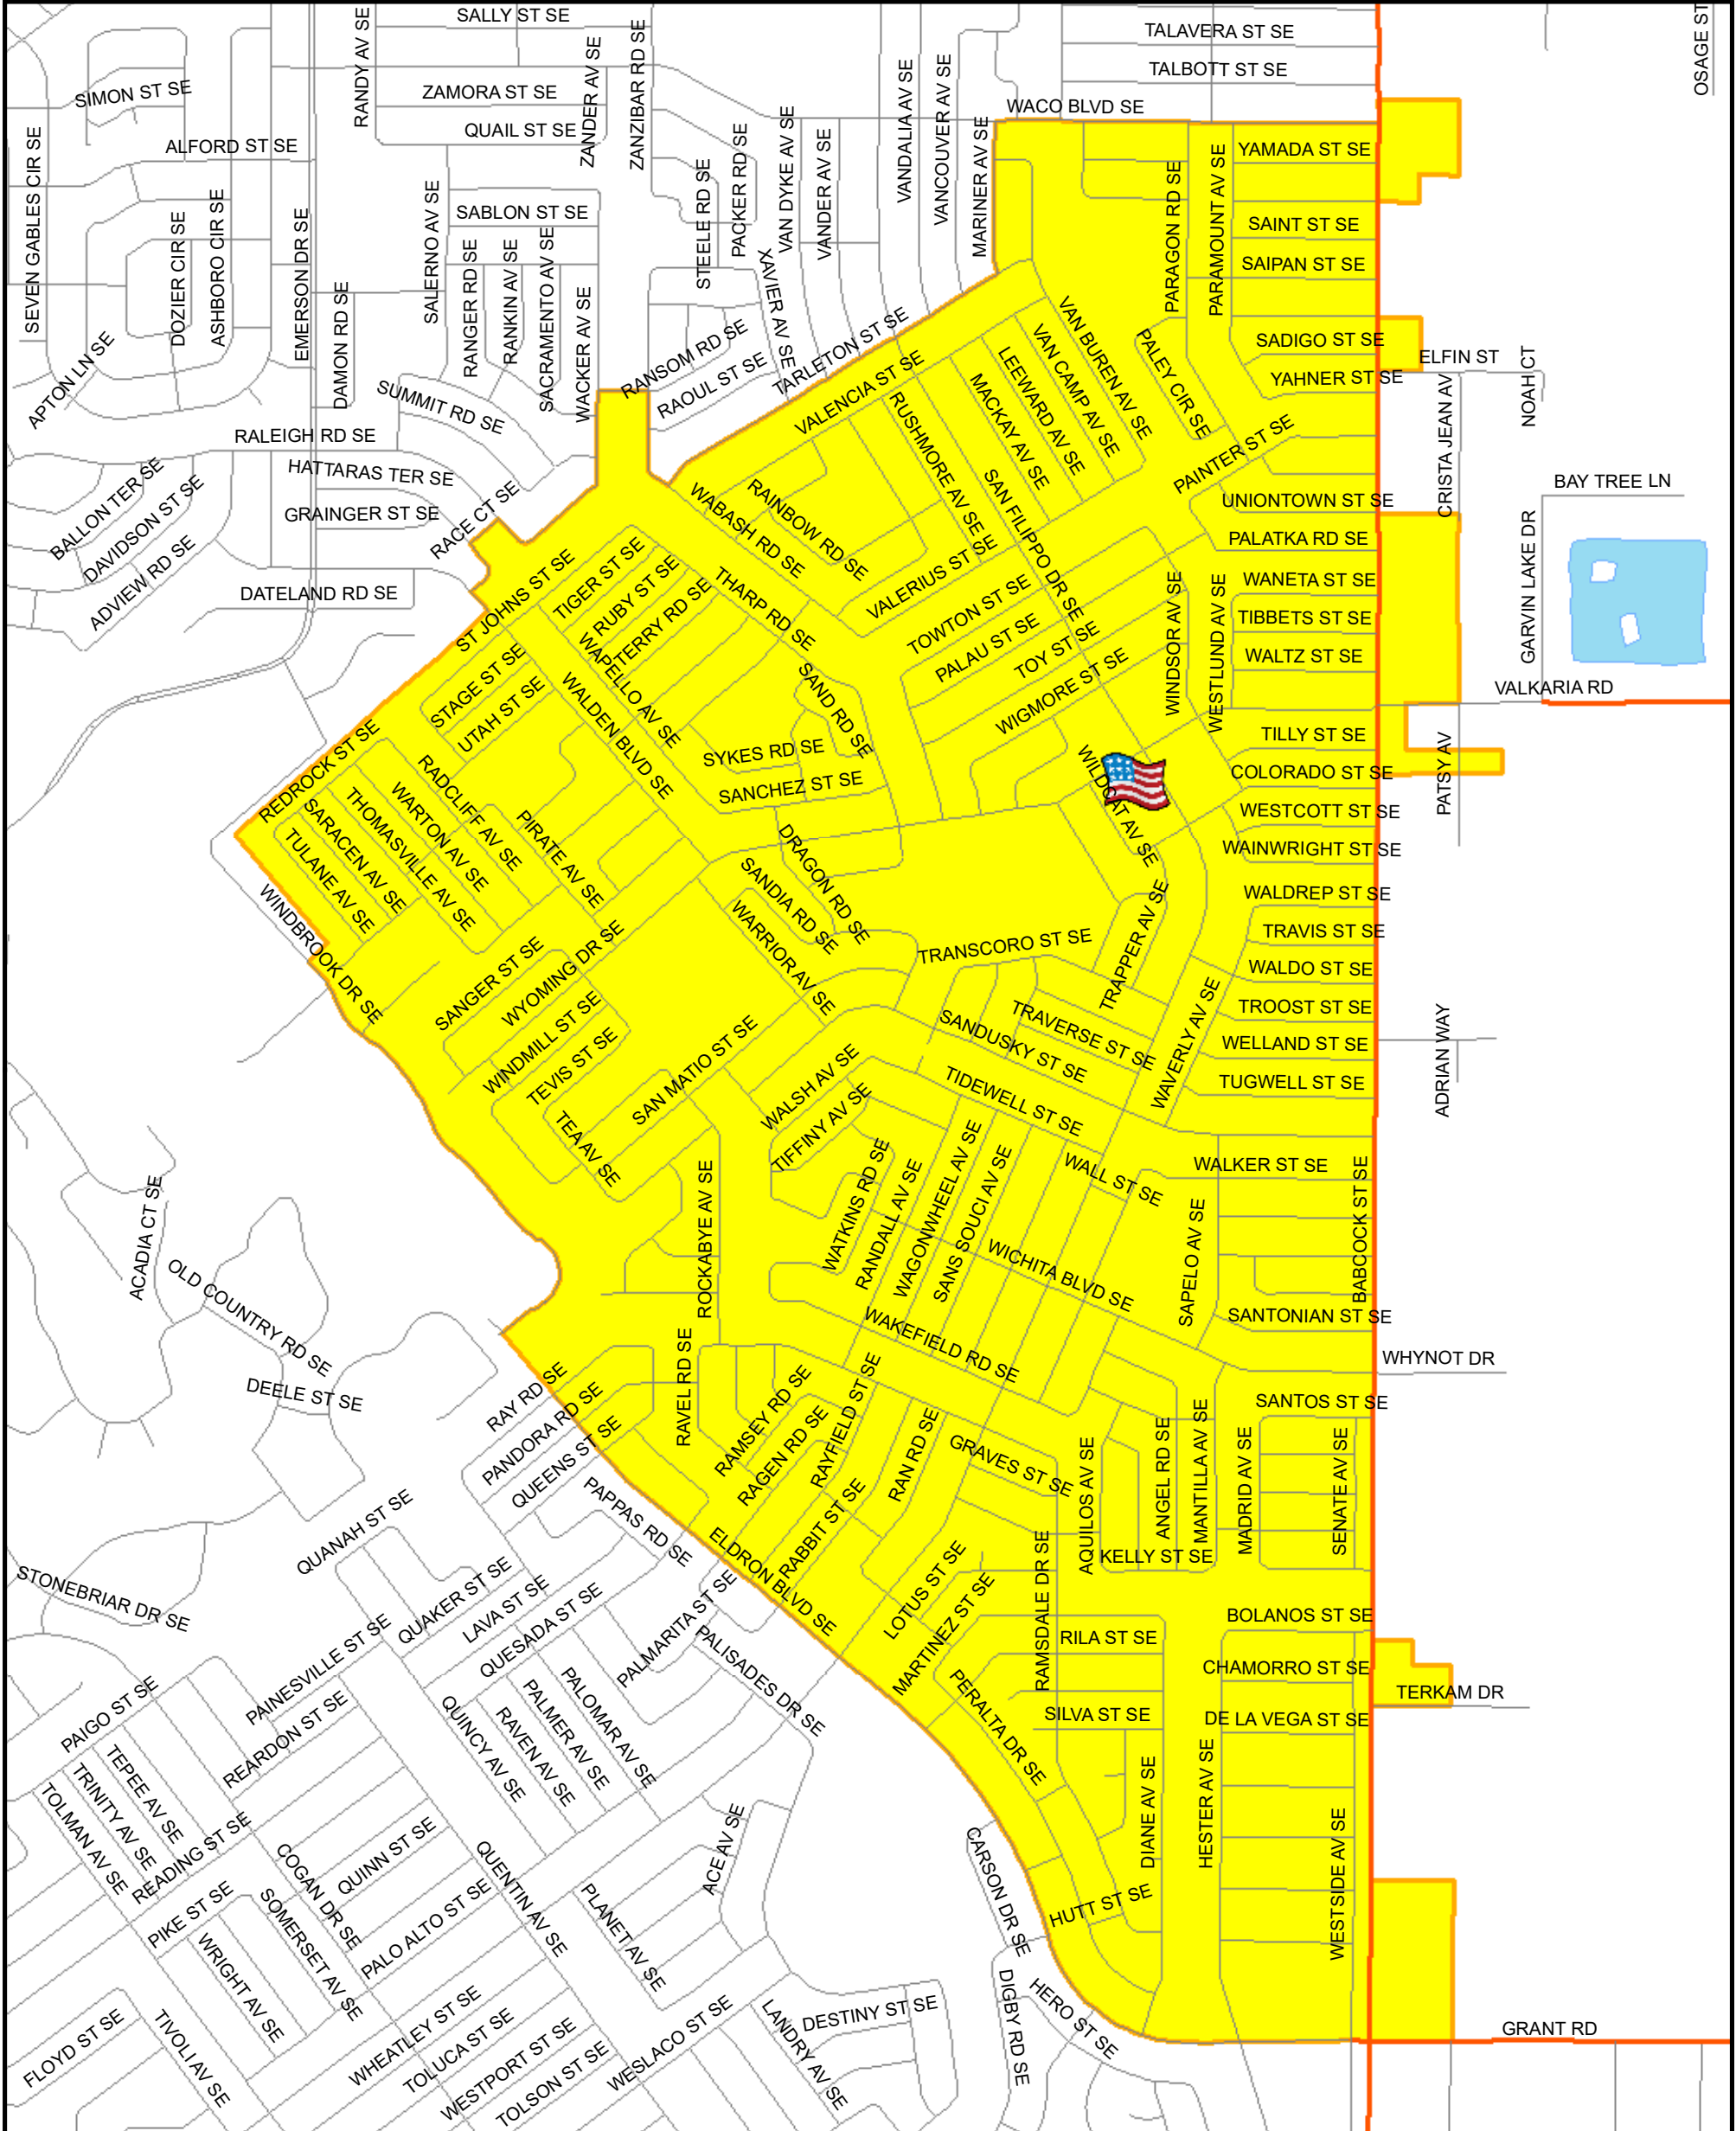 SALLY ST SE
RANDY AV SE
ZANZIBAR RD SE
ZANDER AV SE
TALAVERA ST SE
TALBOTT ST SE
OSAGE ST
SIMON ST SE
ZAMORA ST SE
QUAIL ST SE
VANDALIA AV SE
VANCOUVER AV SE
WACO BLVD SE
ALFORD ST SE
SEVEN GABLES CIR SE
DOZIER CIR SE
ASHBORO CIR SE
EMERSON DR SE
DAMON RD SE
SALERNO AV SE
SABLON ST SE
RANGER RD SE
RANKIN AV SE
SACRAMENTO AV SE
WACKER AV SE
STEELE RD SE
PACKER RD SE
VAN DYKE AV SE
VANDER AV SE
XAVIER AV SE
MARINER AV SE
PARAGON RD SE
PARAMOUNT AV SE
YAMADA ST SE
SAINT ST SE
SAIPAN ST SE
SADIGO ST SE
YAHNER ST SE
ELFIN ST
NOAH CT
CRISTA JEAN AV
APTON LN SE
SUMMIT RD SE
RALEIGH RD SE
HATTARAS TER SE
GRAINGER ST SE
RACE CT SE
RANSOM RD SE
RAOUL ST SE
TARLETON ST SE
VALENCIA ST SE
VAN BUREN AV SE
VAN CAMP AV SE
LEEWARD AV SE
MACKAY AV SE
RUSHMORE AV SE
SAN FILIPPO DR SE
PALEY CIR SE
PAINTER ST SE
UNIONTOWN ST SE
PALATKA RD SE
BAY TREE LN
GARVIN LAKE DR
BALLON TER SE
DAVIDSON ST SE
ADVIEW RD SE
DATELAND RD SE
WABASH RD SE
RAINBOW RD SE
VALERIUS ST SE
ST JOHNS ST SE
TIGER ST SE
RUBY ST SE
TERRY RD SE
THARP RD SE
TOWTON ST SE
PALAU ST SE
TOY ST SE
WIGMORE ST SE
WINDSOR AV SE
WESTLUND AV SE
WANETA ST SE
TIBBETS ST SE
WALTZ ST SE
VALKARIA RD
TILLY ST SE
COLORADO ST SE
PATSY AV
WESTCOTT ST SE
WAINWRIGHT ST SE
STAGE ST SE
UTAH ST SE
WAPELLO AV SE
WALDEN BLVD SE
SAND RD SE
SYKES RD SE
SANCHEZ ST SE
WILDCAT AV SE
REDROCK ST SE
RADCLIFF AV SE
WARTON AV SE
THOMASVILLE AV SE
SARACEN AV SE
TULANE AV SE
PIRATE AV SE
DRAGON RD SE
SANDIA RD SE
WARRIOR AV SE
WINDBROOK DR SE
WALDREP ST SE
TRAVIS ST SE
WALDO ST SE
TROOST ST SE
WELLAND ST SE
TUGWELL ST SE
ADRIAN WAY
TRANSCORO ST SE
TRAPPER AV SE
WAVERLY AV SE
TRAVERSE ST SE
SANDUSKY ST SE
SANGER ST SE
WYOMING DR SE
WINDMILL ST SE
TEVIS ST SE
TEA AV SE
SAN MATIO ST SE
WALSH AV SE
TIFFINY AV SE
TIDEWELL ST SE
WALL ST SE
WALKER ST SE
BABCOCK ST SE
SAPELO AV SE
SANTONIAN ST SE
WHYNOT DR
ROCKABYE AV SE
WATKINS RD SE
RANDALL AV SE
WAGONWHEEL AV SE
SANS SOUCI AV SE
WICHITA BLVD SE
WAKEFIELD RD SE
ACADIA CT SE
OLD COUNTRY RD SE
DEELE ST SE
RAY RD SE
PANDORA RD SE
QUEENS ST SE
RAVEL RD SE
RAMSEY RD SE
RAGEN RD SE
RAYFIELD ST SE
RAN RD SE
GRAVES ST SE
SANTOS ST SE
AQUILOS AV SE
ANGEL RD SE
MANTILLA AV SE
MADRID AV SE
SENATE AV SE
KELLY ST SE
PAPPAS RD SE
ELDRON BLVD SE
RABBIT ST SE
QUANAH ST SE
STONEBRIAR DR SE
QUAKER ST SE
LAVA ST SE
QUESADA ST SE
PALMARITA ST SE
PALISADES DR SE
LOTUS ST SE
MARTINEZ ST SE
RAMSDALE DR SE
RILA ST SE
BOLANOS ST SE
CHAMORRO ST SE
TERKAM DR
DE LA VEGA ST SE
SILVA ST SE
PERALTA DR SE
DIANE AV SE
HESTER AV SE
WESTSIDE AV SE
PAINESVILLE ST SE
REARDON ST SE
PAIGO ST SE
TEPEE AV SE
TRINITY AV SE
TOLMAN AV SE
READING ST SE
QUINCY AV SE
RAVEN AV SE
PALMER AV SE
PALOMAR AV SE
ACE AV SE
CARSON DR SE
HUTT ST SE
PIKE ST SE
COGAN DR SE
QUINN ST SE
QUENTIN AV SE
PALO ALTO ST SE
SOMERSET AV SE
WRIGHT AV SE
PLANET AV SE
DIGBY RD SE
HERO ST SE
GRANT RD
FLOYD ST SE
TIVOLI AV SE
WHEATLEY ST SE
TOLUCA ST SE
WESTPORT ST SE
TOLSON ST SE
WESLACO ST SE
LANDRY AV SE
DESTINY ST SE